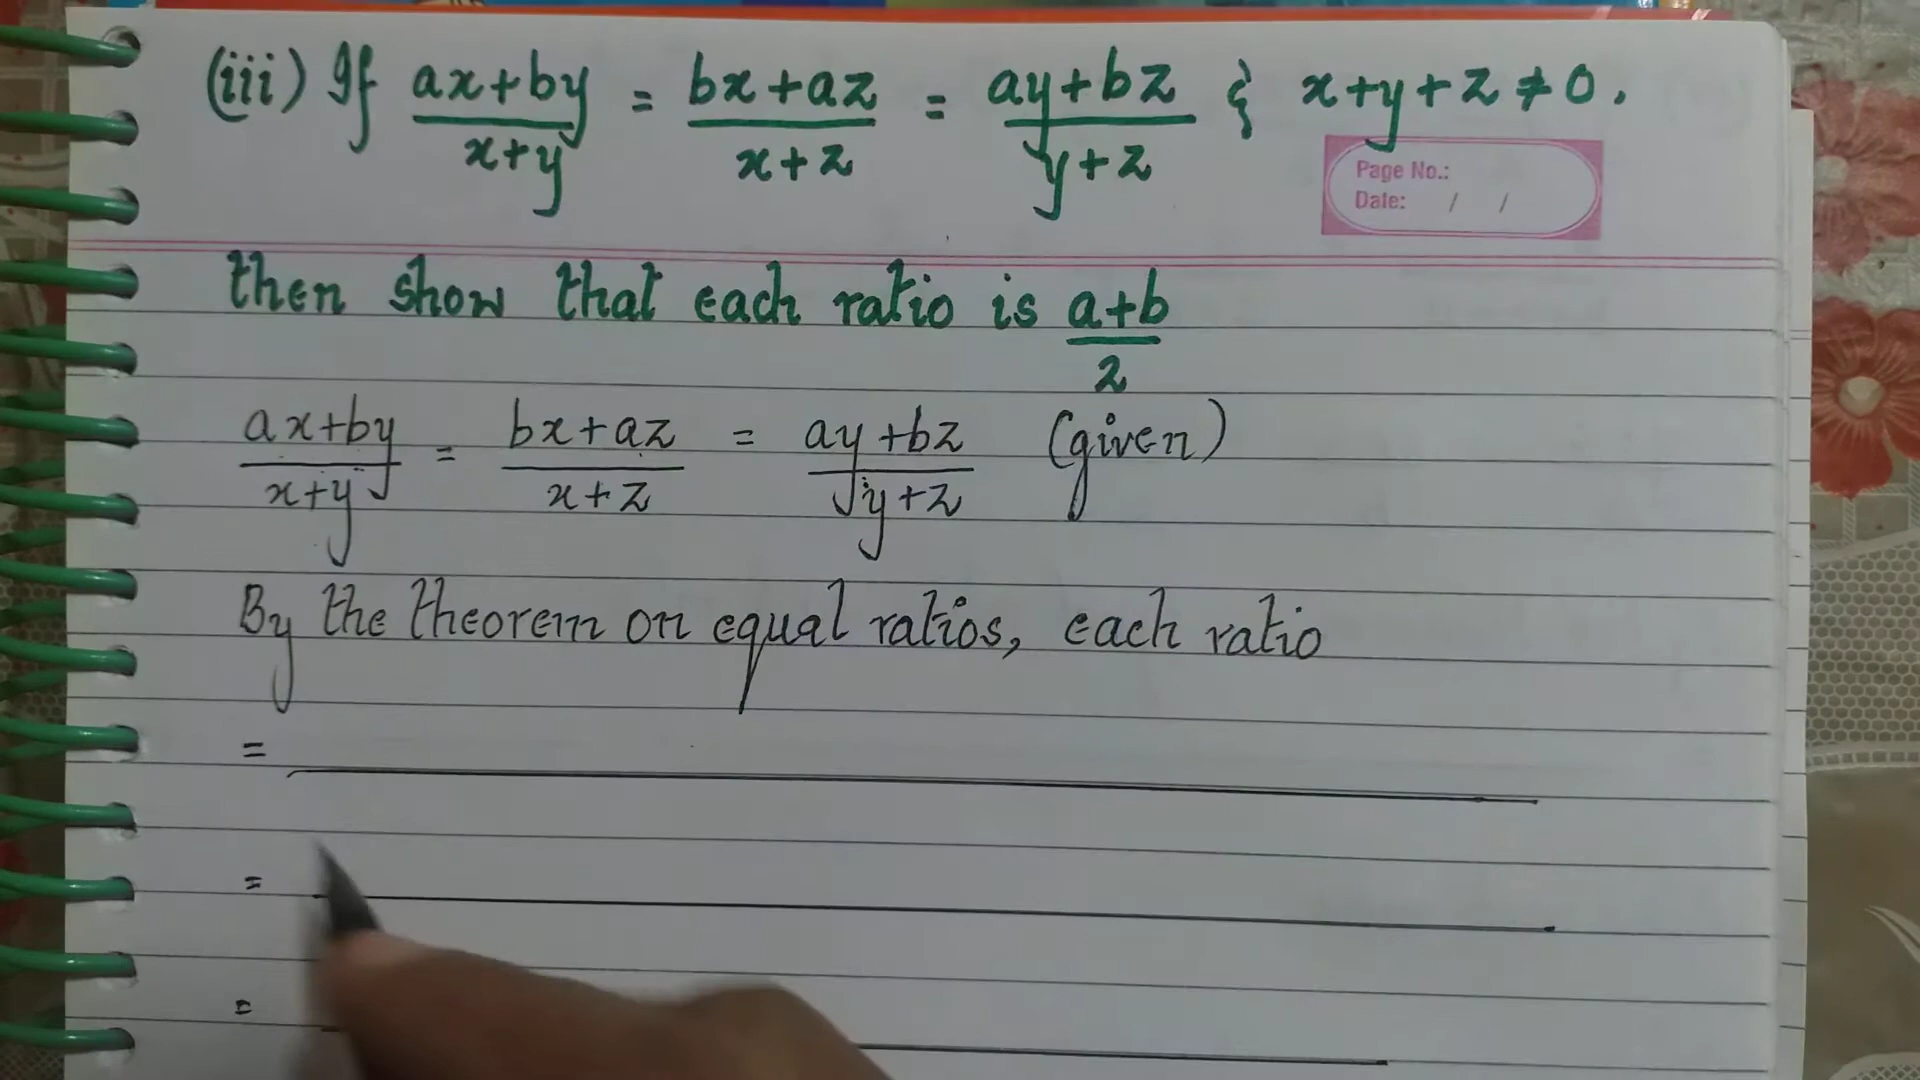 (iii) If ax+by/x+y = bx+az/x+z = ay+bz/y+z & x+y+z≠0.
Page No.:
Date: / /
then show that each ratio is a+b/2
ax+by/x+y = bx+az/x+z = ay+bz/y+z (given)
By the theorem on equal ratios, each ratio
=
=
=